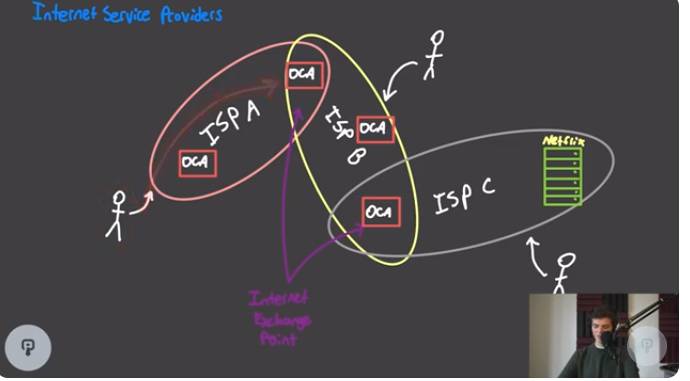 Internet Service Providers
OCA
ISP A
OCA
ISP
B
OCA
Netflix
OCA
ISP C
Internet
Exchange
Point